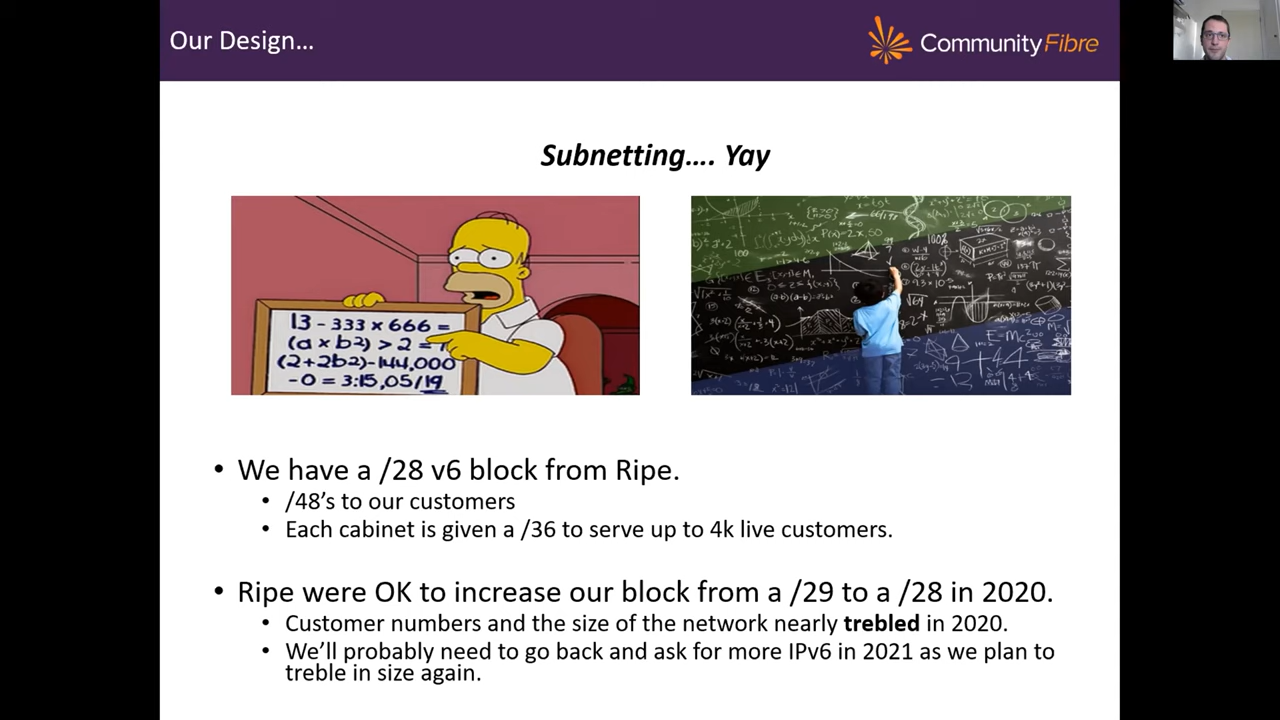 Our Design...
Community Fibre
Subnetting.... Yay
13 - 333 x 666 =
(a x b2) > 2 =
(2+2b2)-144,000
-0 = 3:15,05/19
100%
E=mc
• We have a /28 v6 block from Ripe.
• /48’s to our customers
• Each cabinet is given a /36 to serve up to 4k live customers.
• Ripe were OK to increase our block from a /29 to a /28 in 2020.
• Customer numbers and the size of the network nearly trebled in 2020.
• We’ll probably need to go back and ask for more IPv6 in 2021 as we plan to
treble in size again.